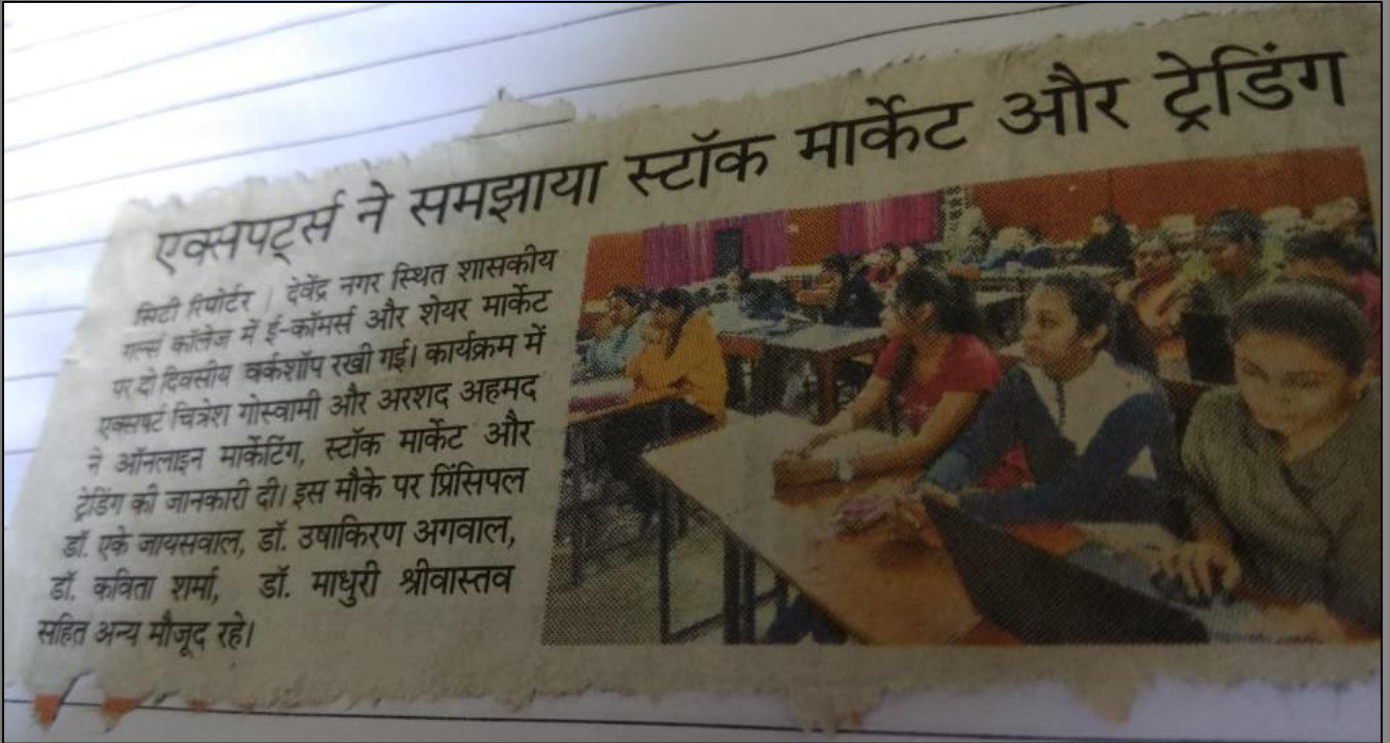 एक्सपर्ट्स ने समझाया स्टॉक मार्केट और ट्रेडिंग
सिटी रिपोर्टर | देवेंद्र नगर स्थित शासकीय
गर्ल्स कॉलेज में ई-कॉमर्स और शेयर मार्केट
पर दो दिवसीय वर्कशॉप रखी गई। कार्यक्रम में
एक्सपर्ट चित्रेश गोस्वामी और अरशद अहमद
ने ऑनलाइन मार्केटिंग, स्टॉक मार्केट और
ट्रेडिंग की जानकारी दी। इस मौके पर प्रिंसिपल
डॉ. एके जायसवाल, डॉ. उषाकिरण अगवाल,
डॉ. कविता शर्मा, डॉ. माधुरी श्रीवास्तव
सहित अन्य मौजूद रहे।